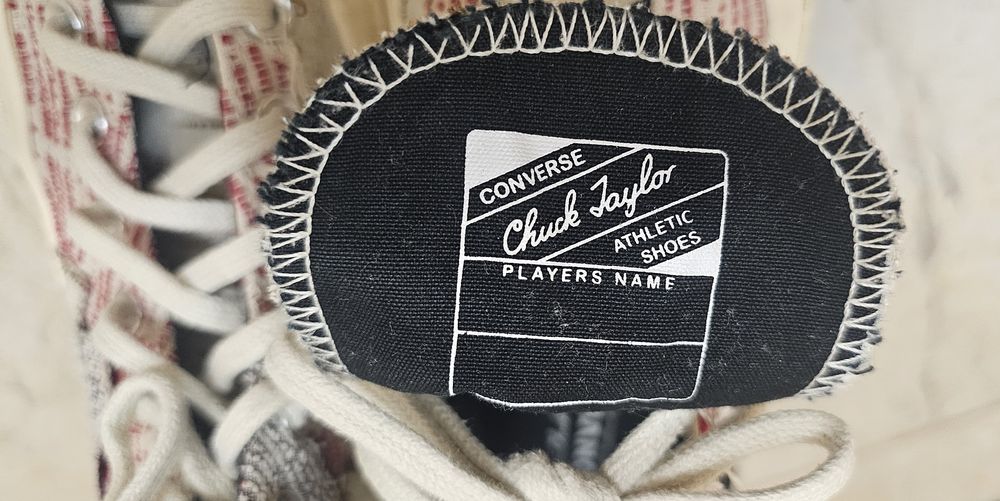 CONVERSE
Chuck Taylor
ATHLETIC
SHOES
PLAYERS NAME